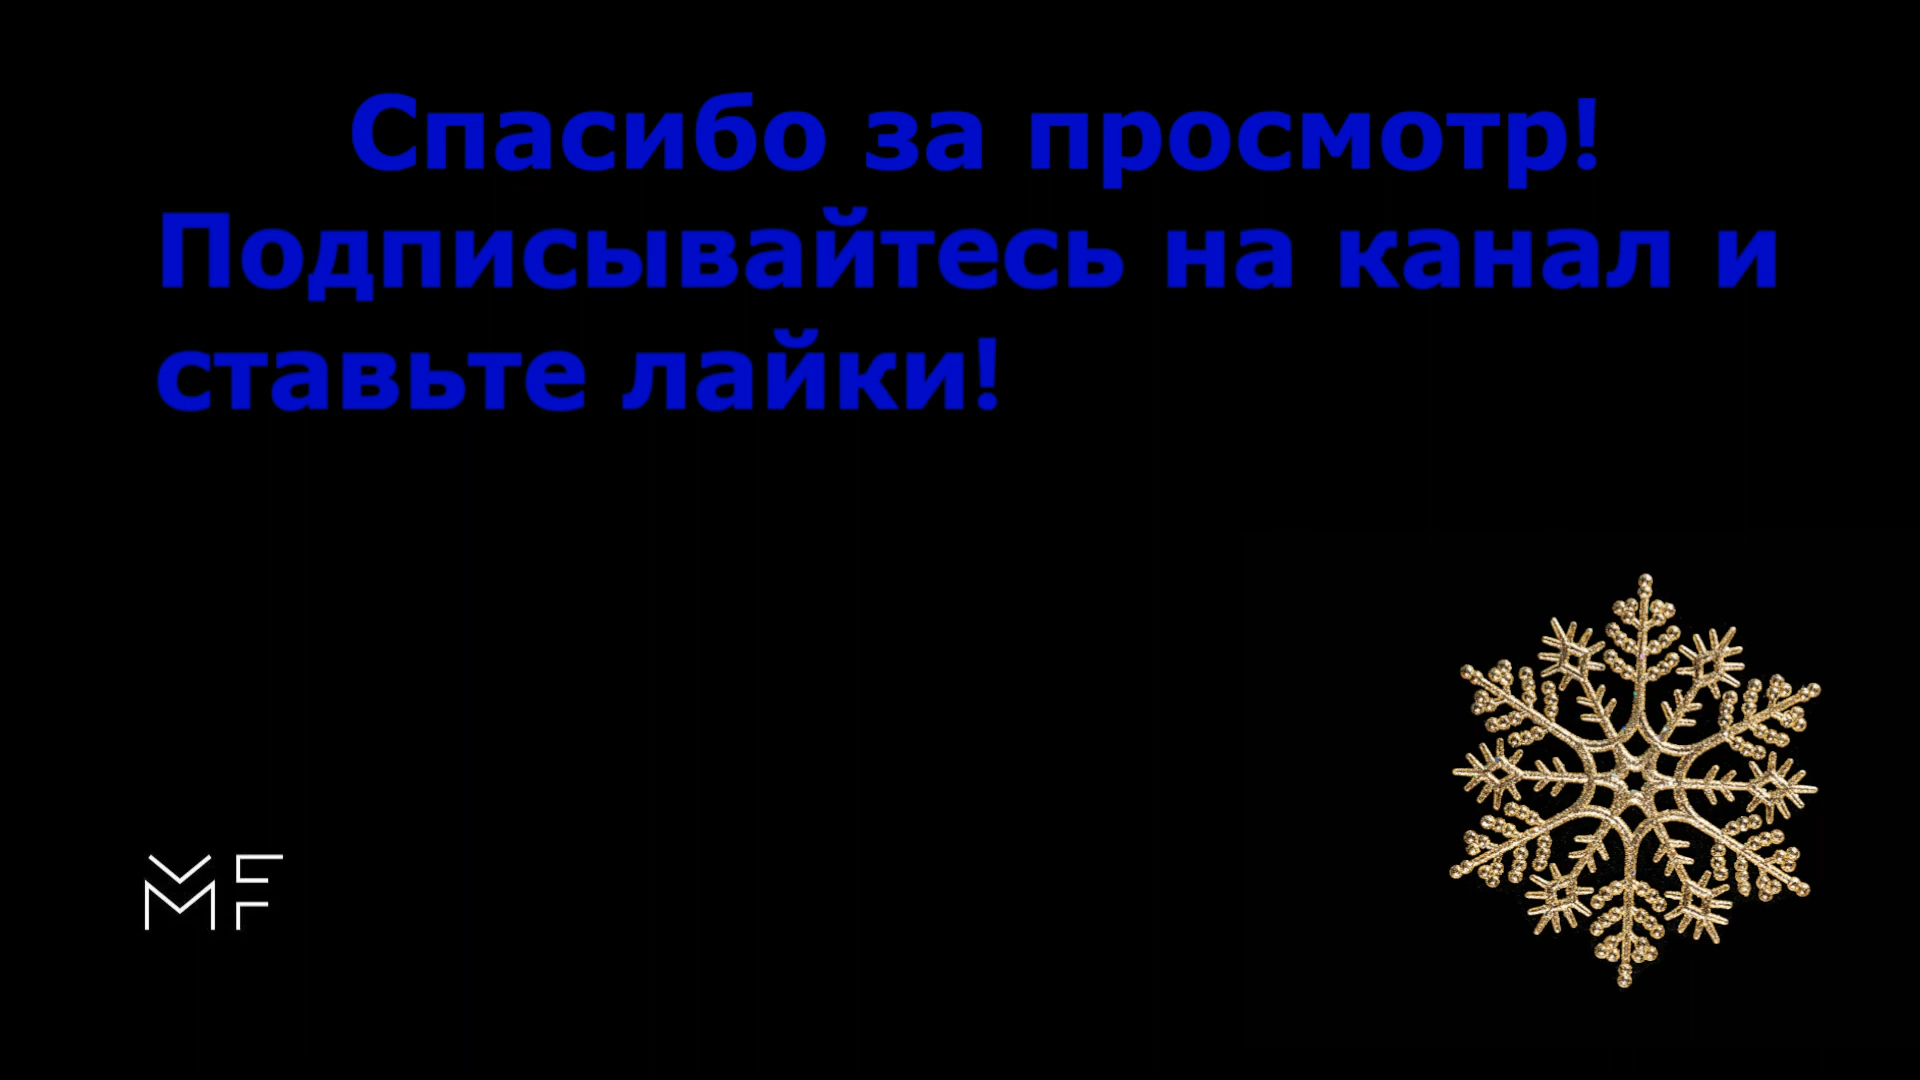 Спасибо за просмотр!
Подписывайтесь на канал и
ставьте лайки!
MF